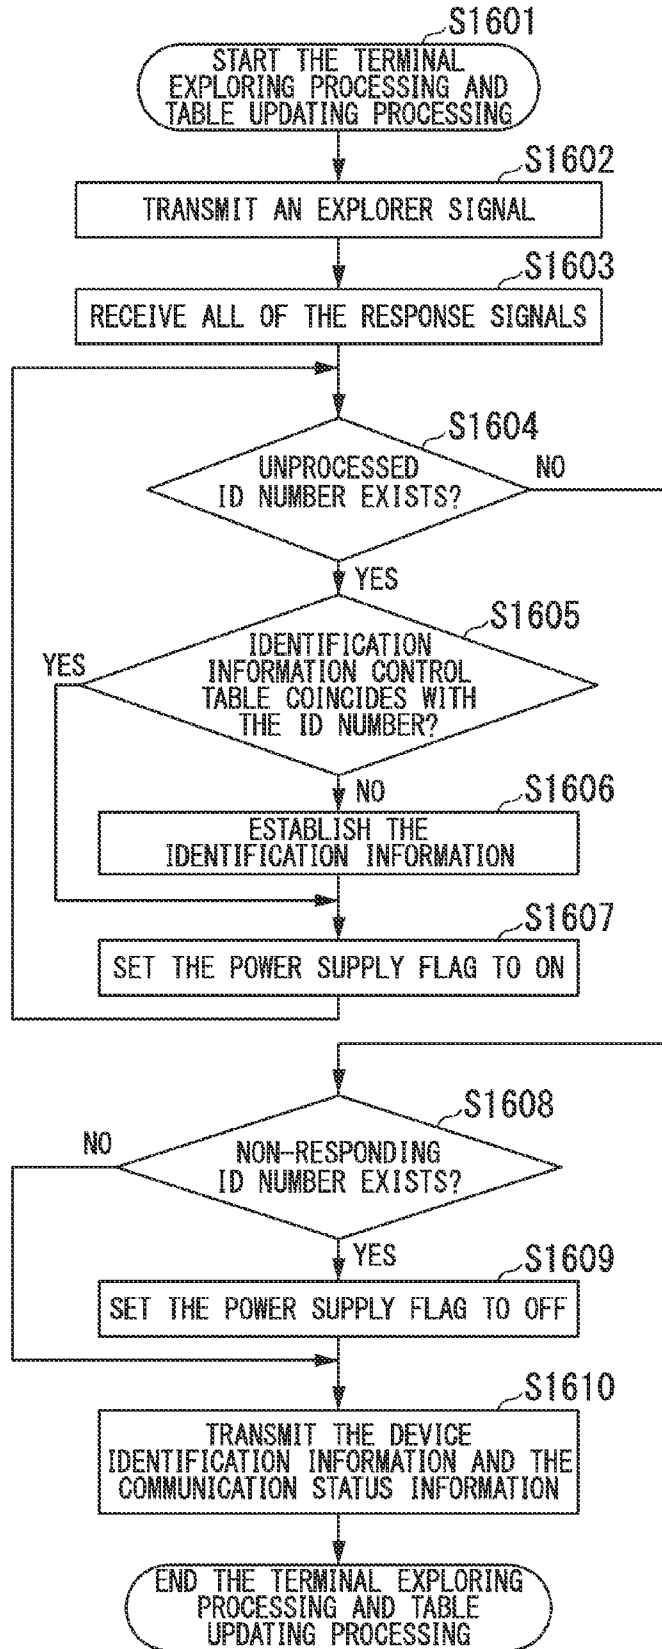 S1601
START THE TERMINAL
EXPLORING PROCESSING AND
TABLE UPDATING PROCESSING
S1602
TRANSMIT AN EXPLORER SIGNAL
S1603
RECEIVE ALL OF THE RESPONSE SIGNALS
S1604
UNPROCESSED
ID NUMBER EXISTS?
NO
YES
S1605
IDENTIFICATION
INFORMATION CONTROL
TABLE COINCIDES WITH
THE ID NUMBER?
YES
NO
S1606
ESTABLISH THE
IDENTIFICATION INFORMATION
S1607
SET THE POWER SUPPLY FLAG TO ON
S1608
NON-RESPONDING
ID NUMBER EXISTS?
NO
YES
S1609
SET THE POWER SUPPLY FLAG TO OFF
S1610
TRANSMIT THE DEVICE
IDENTIFICATION INFORMATION AND THE
COMMUNICATION STATUS INFORMATION
END THE TERMINAL EXPLORING
PROCESSING AND TABLE
UPDATING PROCESSING